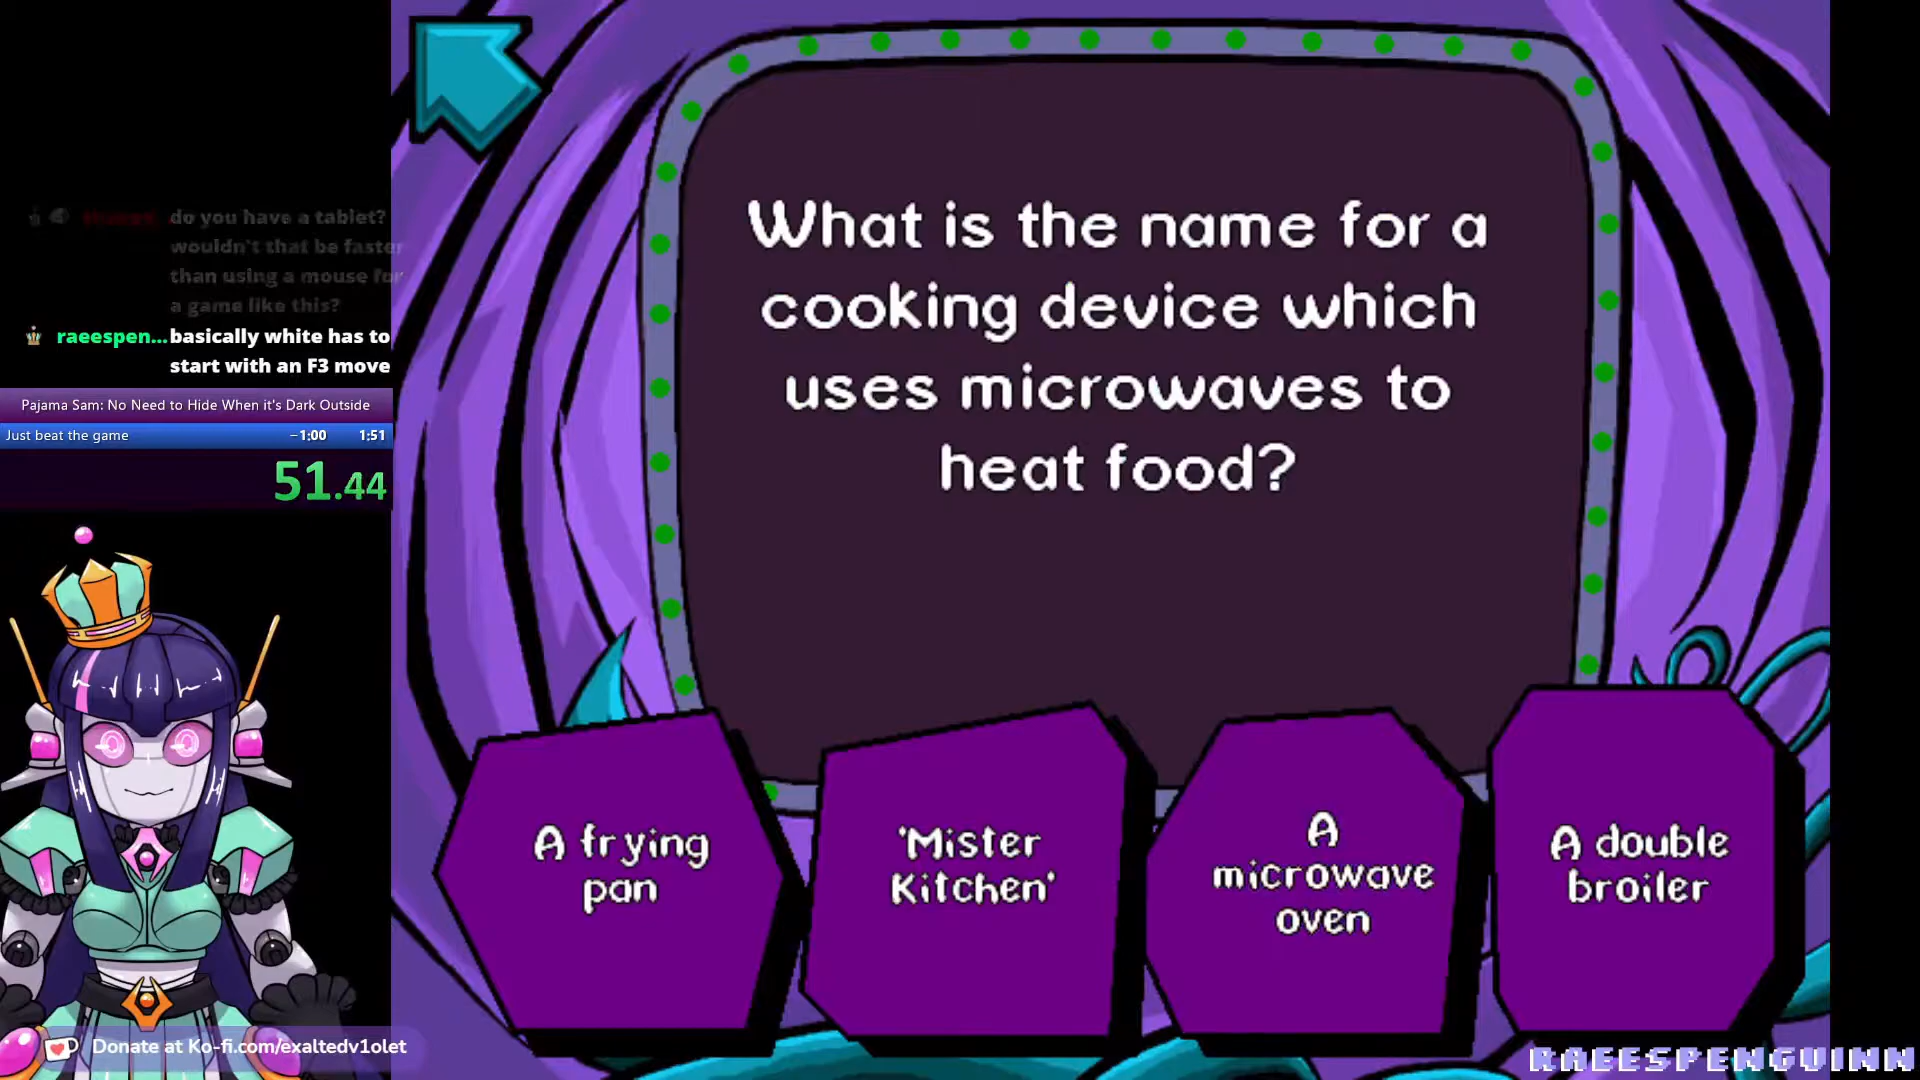 do you have a tablet?
wouldn't that be faster
than using a mouse for
a game like this?
raeespen... basically white has to
start with an F3 move
Pajama Sam: No Need to Hide When it's Dark Outside
Just beat the game −1:00 1:51
51.44
Donate at Ko-fi.com/exaltedv1olet
What is the name for a
cooking device which
uses microwaves to
heat food?
A frying
pan
'Mister
Kitchen'
A
microwave
oven
A double
broiler
RAEESPENGUINN